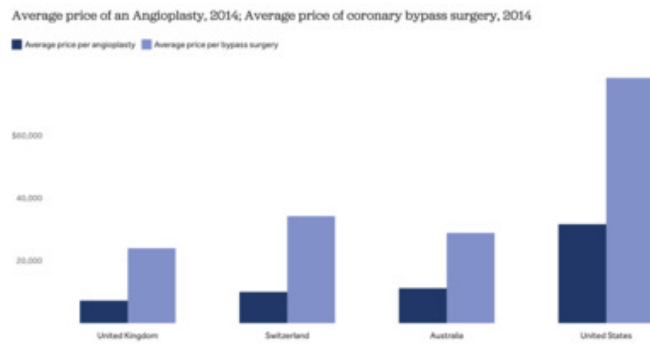 Average price of an Angioplasty, 2014; Average price of coronary bypass surgery, 2014
Average price per angioplasty Average price per bypass surgery
$60,000
40,000
20,000
United Kingdom Switzerland Australia United States